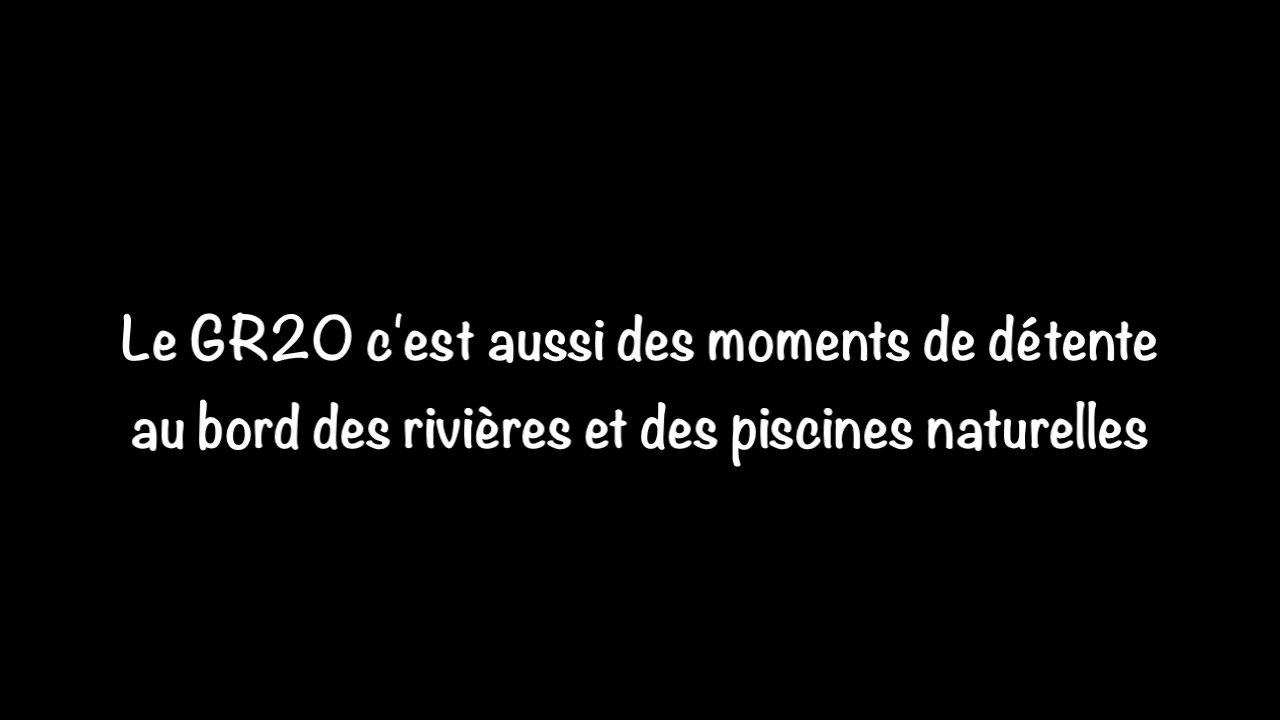 Le GR20 c'est aussi des moments de détente
au bord des rivières et des piscines naturelles